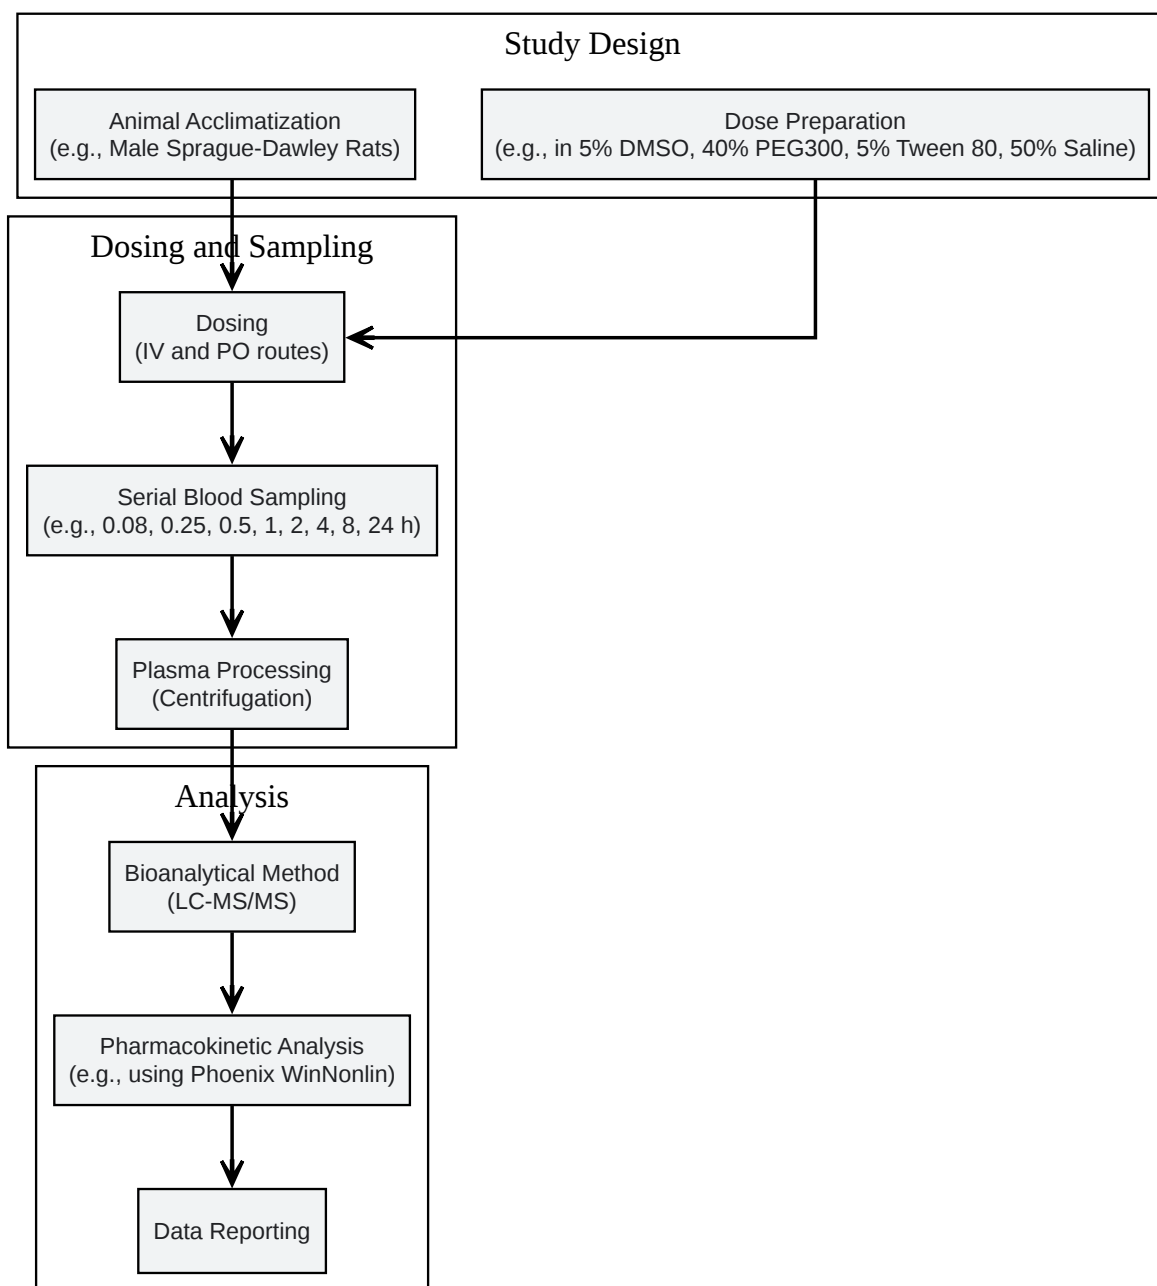 Study Design
Animal Acclimatization
(e.g., Male Sprague-Dawley Rats)
Dose Preparation
(e.g., in 5% DMSO, 40% PEG300, 5% Tween 80, 50% Saline)
Dosing and Sampling
Dosing
(IV and PO routes)
Serial Blood Sampling
(e.g., 0.08, 0.25, 0.5, 1, 2, 4, 8, 24 h)
Plasma Processing
(Centrifugation)
Analysis
Bioanalytical Method
(LC-MS/MS)
Pharmacokinetic Analysis
(e.g., using Phoenix WinNonlin)
Data Reporting